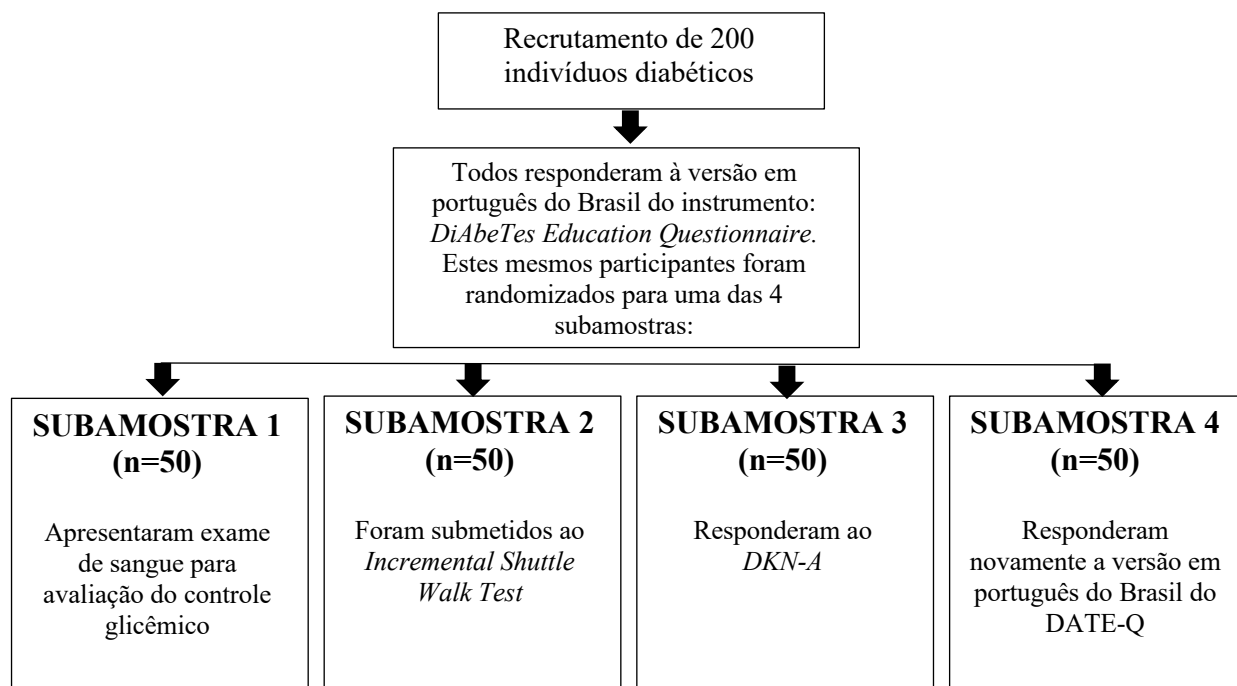 Recrutamento de 200
indivíduos diabéticos
Todos responderam à versão em
português do Brasil do instrumento:
DiAbeTes Education Questionnaire.
Estes mesmos participantes foram
randomizados para uma das 4
subamostras:
SUBAMOSTRA 1
(n=50)
Apresentaram exame
de sangue para
avaliação do controle
glicêmico
SUBAMOSTRA 2
(n=50)
Foram submetidos ao
Incremental Shuttle
Walk Test
SUBAMOSTRA 3
(n=50)
Responderam ao
DKN-A
SUBAMOSTRA 4
(n=50)
Responderam
novamente a versão em
português do Brasil do
DATE-Q